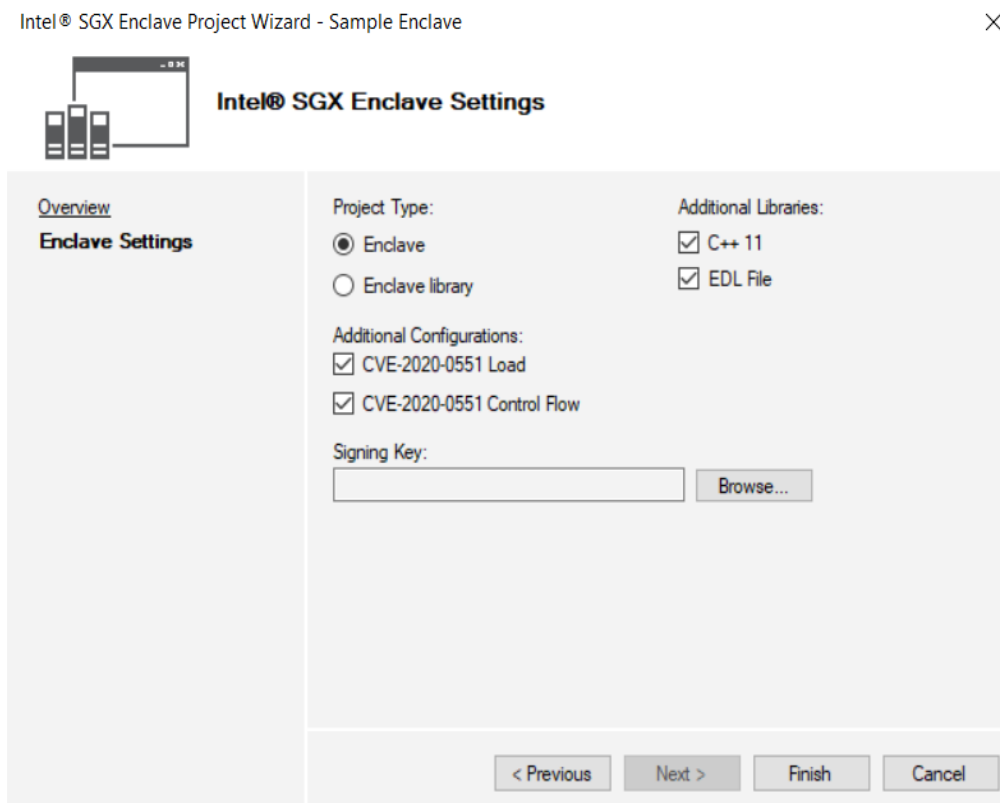 Intel® SGX Enclave Project Wizard - Sample Enclave
Intel® SGX Enclave Settings
Overview
Enclave Settings
Project Type:
Enclave
Enclave library
Additional Libraries:
C++ 11
EDL File
Additional Configurations:
CVE-2020-0551 Load
CVE-2020-0551 Control Flow
Signing Key:
Browse...
< Previous
Next >
Finish
Cancel